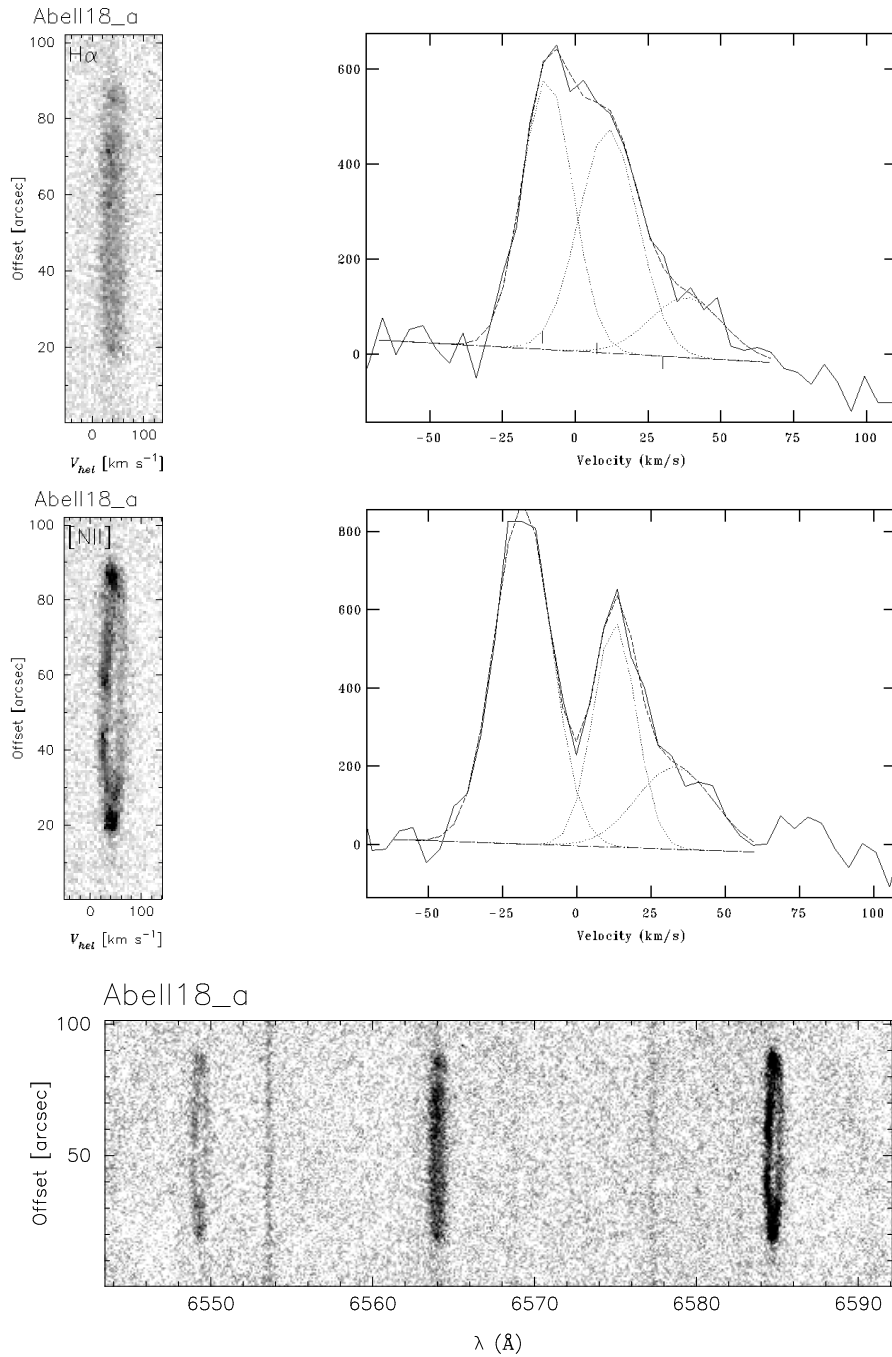 Abell18_a
Hα
100
80
60
40
20
Offset [arcsec]
0 100
V_hel [km s⁻¹]
600
400
200
0
-50 -25 0 25 50 75 100
Velocity (km/s)
Abell18_a
[NII]
100
80
60
40
20
Offset [arcsec]
0 100
V_hel [km s⁻¹]
800
600
400
200
0
-50 -25 0 25 50 75 100
Velocity (km/s)
Abell18_a
100
50
Offset [arcsec]
6550 6560 6570 6580 6590
λ (Å)